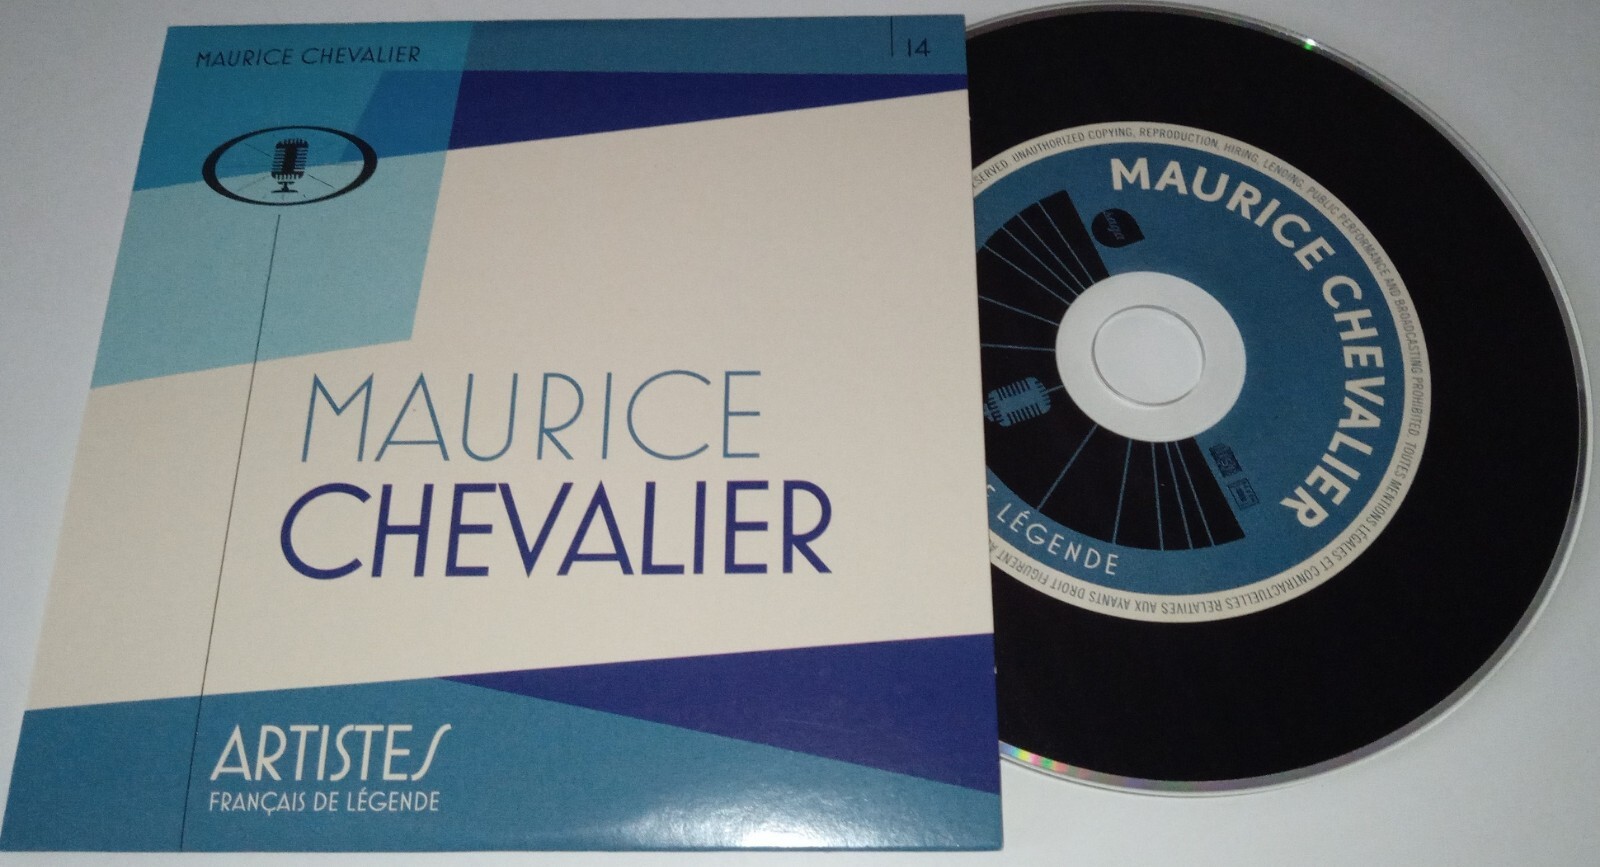 MAURICE CHEVALIER
14
MAURICE
CHEVALIER
ARTISTES
FRANÇAIS DE LÉGENDE
MAURICE CHEVALIER
saga
LÉGENDE
UNAUTHORIZED COPYING, REPRODUCTION, HIRING, LENDING, PUBLIC PERFORMANCE AND BROADCASTING PROHIBITED. TOUTES MENTIONS LÉGALES ET CONTRACTUELLES RELATIVES AUX AYANTS DROIT FIGURENT